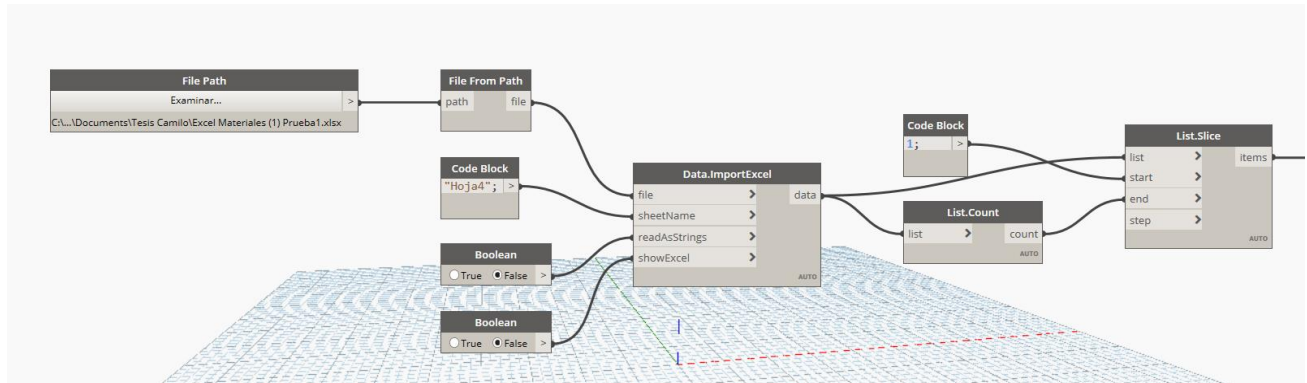 File Path
Examinar...
>
C:\...\Documents\Tesis Camilo\Excel Materiales (1) Prueba1.xlsx
File From Path
path file
Code Block
"Hoja4"; >
Boolean
True False >
Boolean
True False >
Data.ImportExcel
file > data
sheetName >
readAsStrings >
showExcel >
AUTO
Code Block
1; >
List.Count
list > count
AUTO
List.Slice
list > items
start >
end >
step >
AUTO